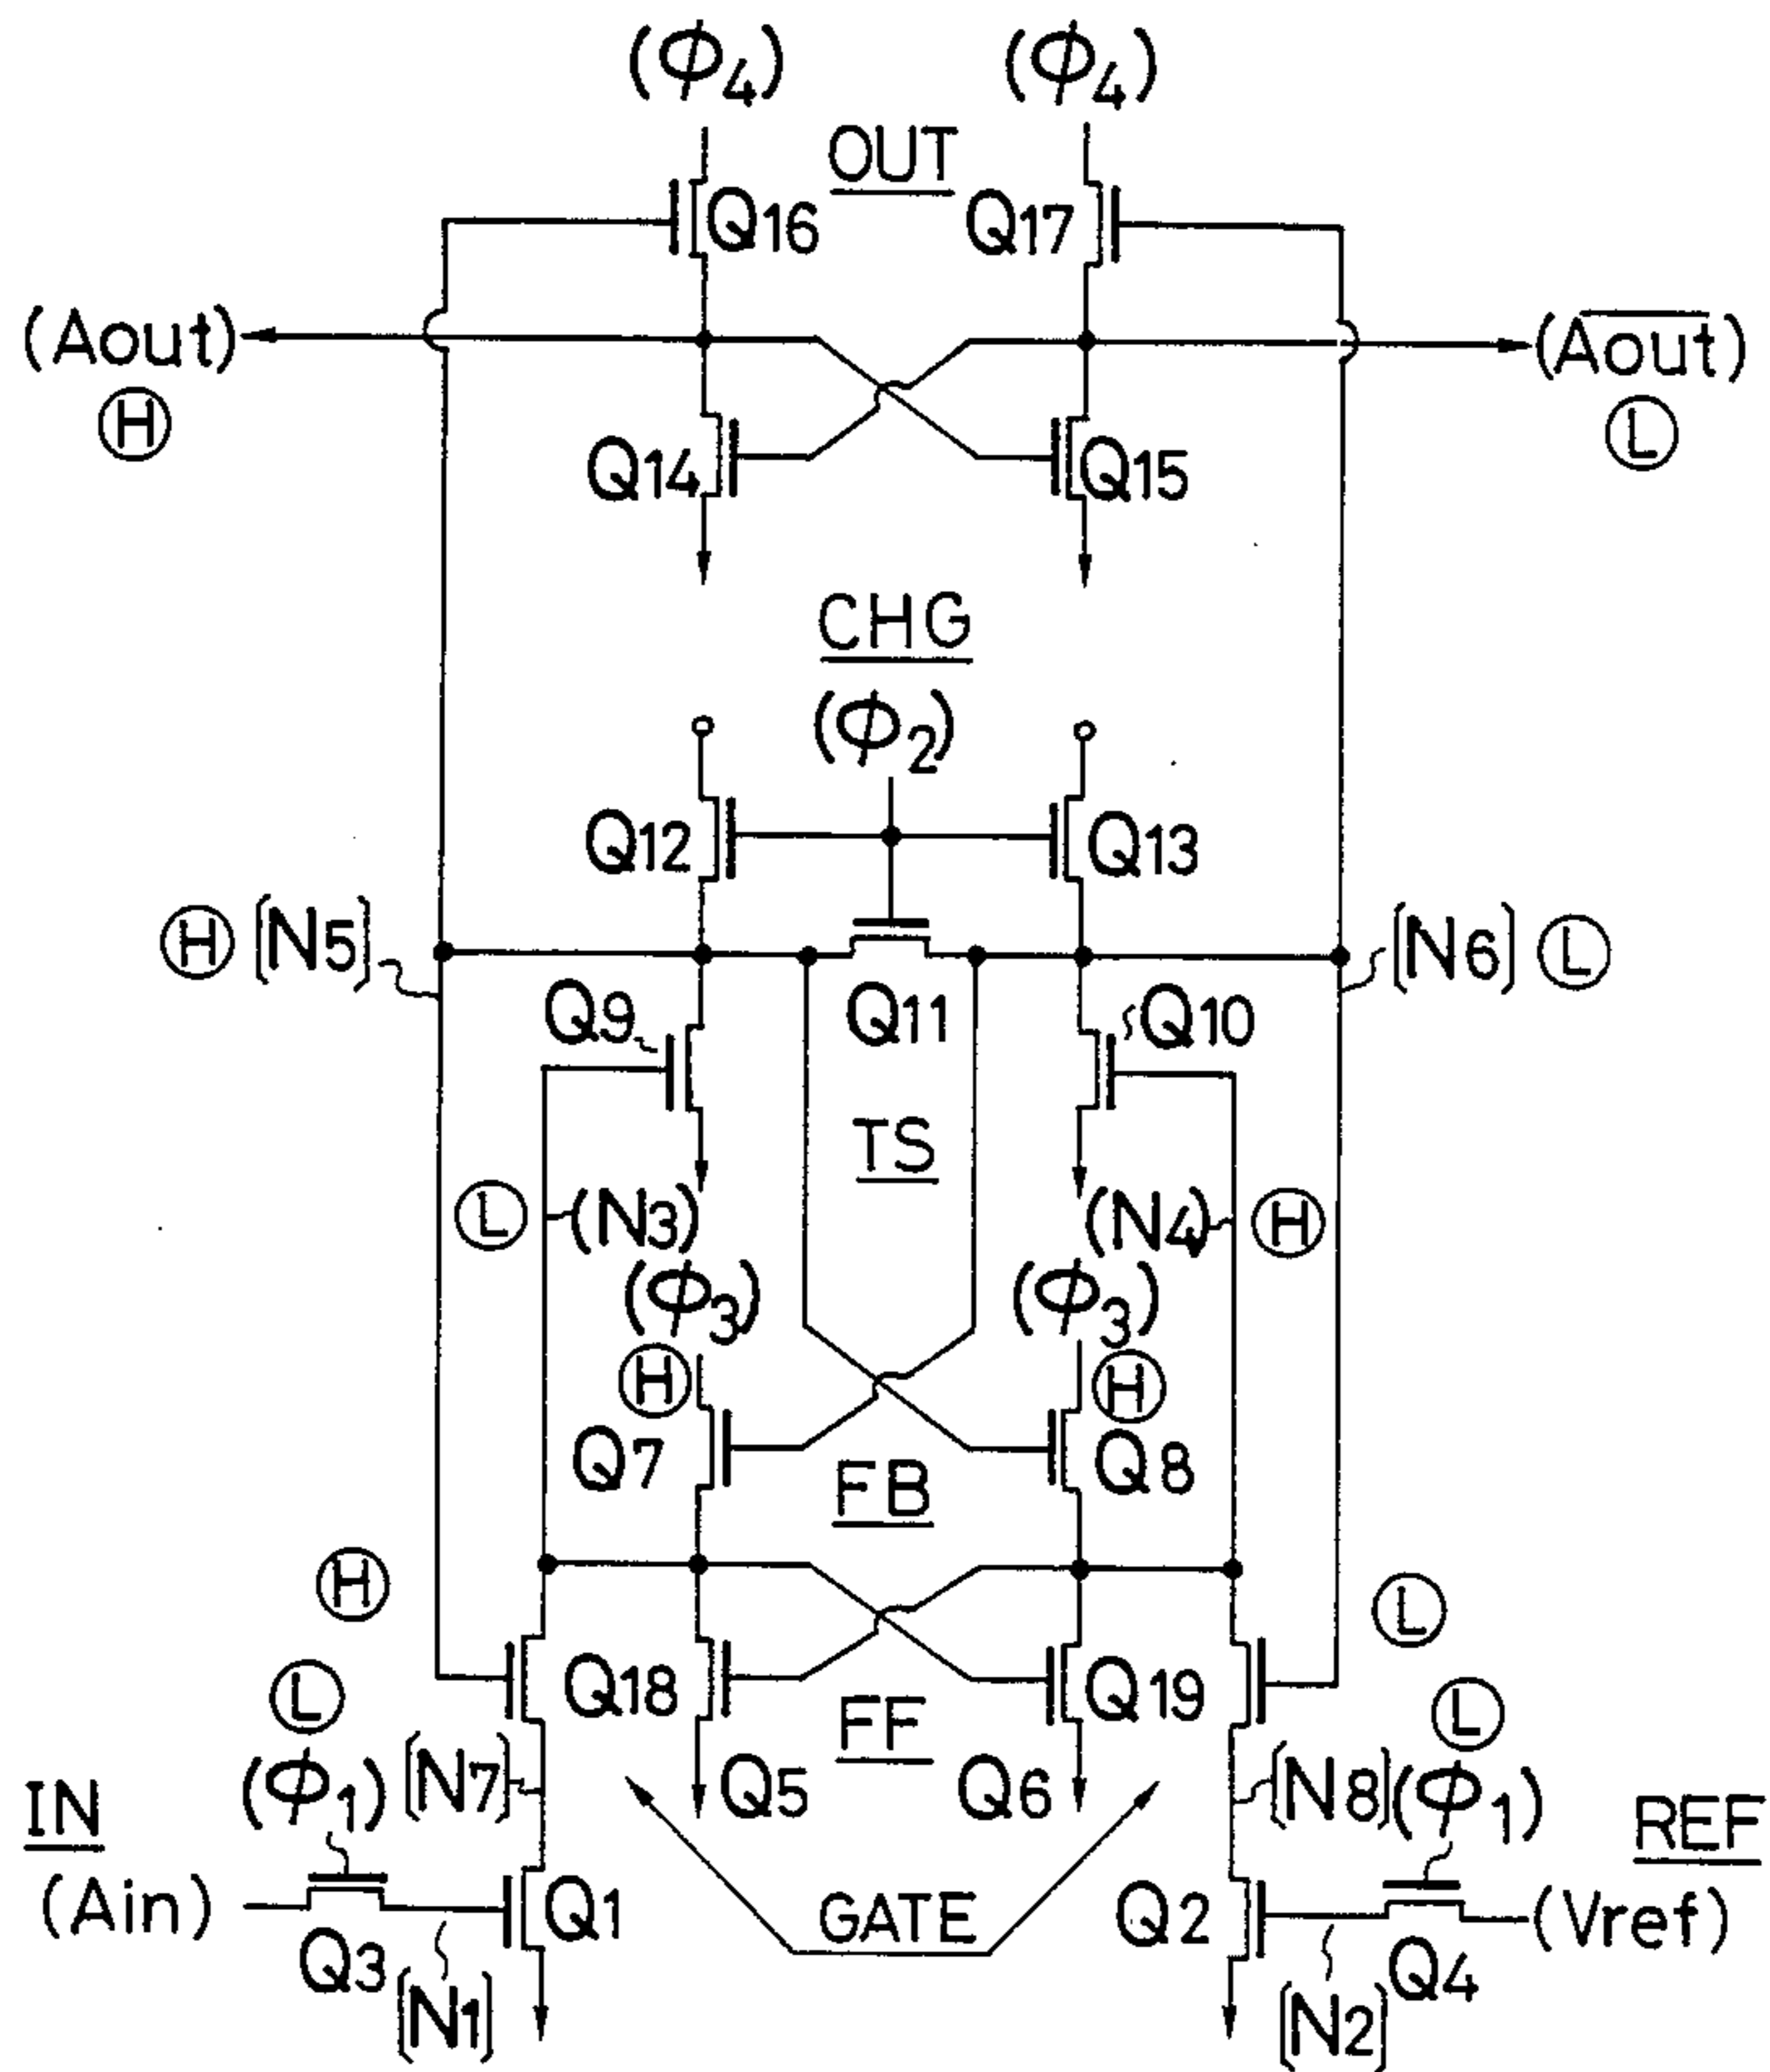 (Φ4) (Φ4)
OUT
Q16 Q17
(Aout) (A̅o̅u̅t̅)
H L
Q14 Q15
CHG
(Φ2)
Q12 Q13
H [N5] [N6] L
Q9 Q11 Q10
TS
L (N3) (N4) H
(Φ3) (Φ3)
H H
Q7 Q8
FB
H L
Q18 Q19
L FF L
(Φ1) [N7] Q5 Q6 [N8] (Φ1)
IN REF
(Ain) Q1 GATE Q2 (Vref)
Q3 Q4
[N1] [N2]